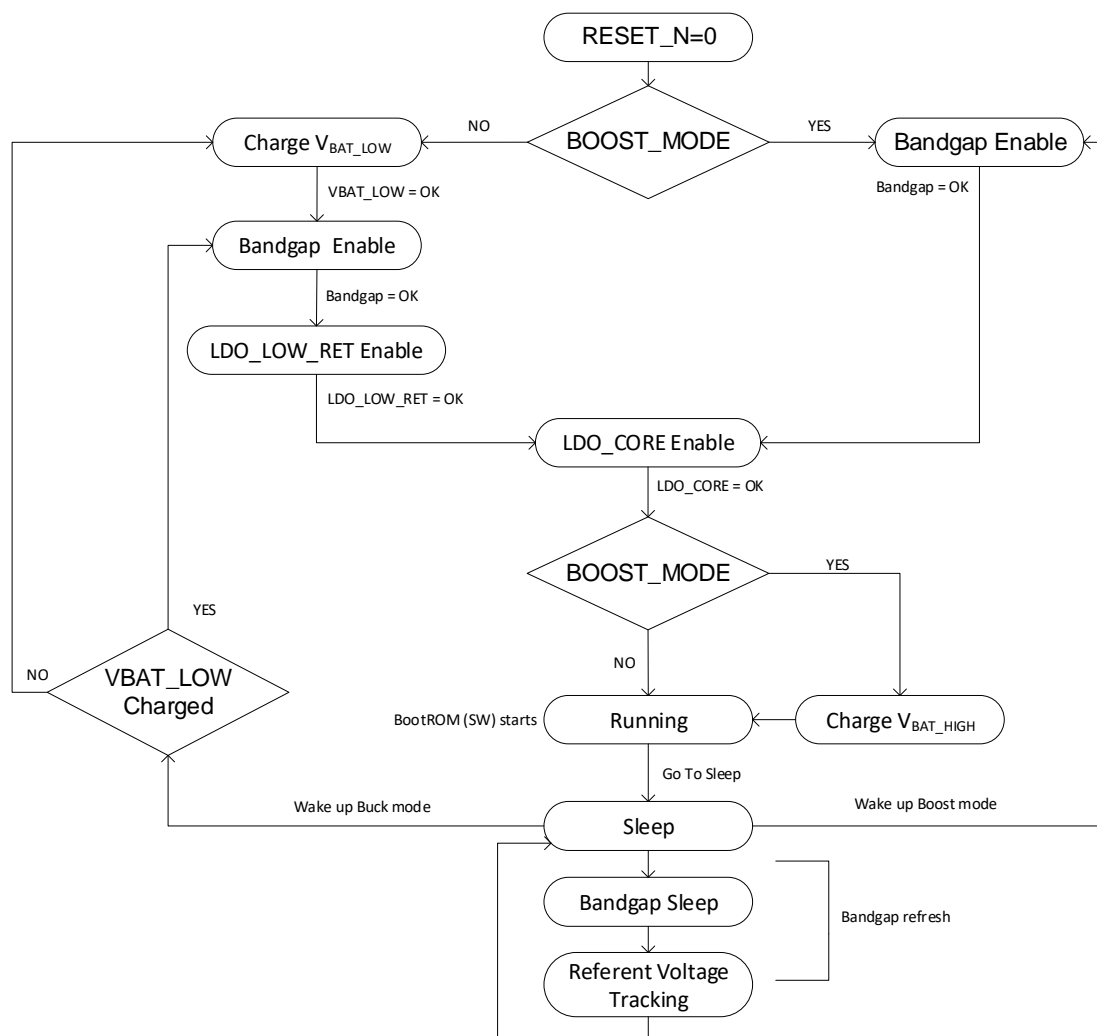 RESET_N=0
NO
BOOST_MODE
YES
Charge VBAT_LOW
Bandgap Enable
VBAT_LOW = OK
Bandgap = OK
Bandgap Enable
Bandgap = OK
LDO_LOW_RET Enable
LDO_LOW_RET = OK
LDO_CORE Enable
LDO_CORE = OK
BOOST_MODE
YES
YES
NO
VBAT_LOW
Charged
NO
BootROM (SW) starts
Running
Charge VBAT_HIGH
Go To Sleep
Wake up Buck mode
Wake up Boost mode
Sleep
Bandgap Sleep
Bandgap refresh
Referent Voltage
Tracking